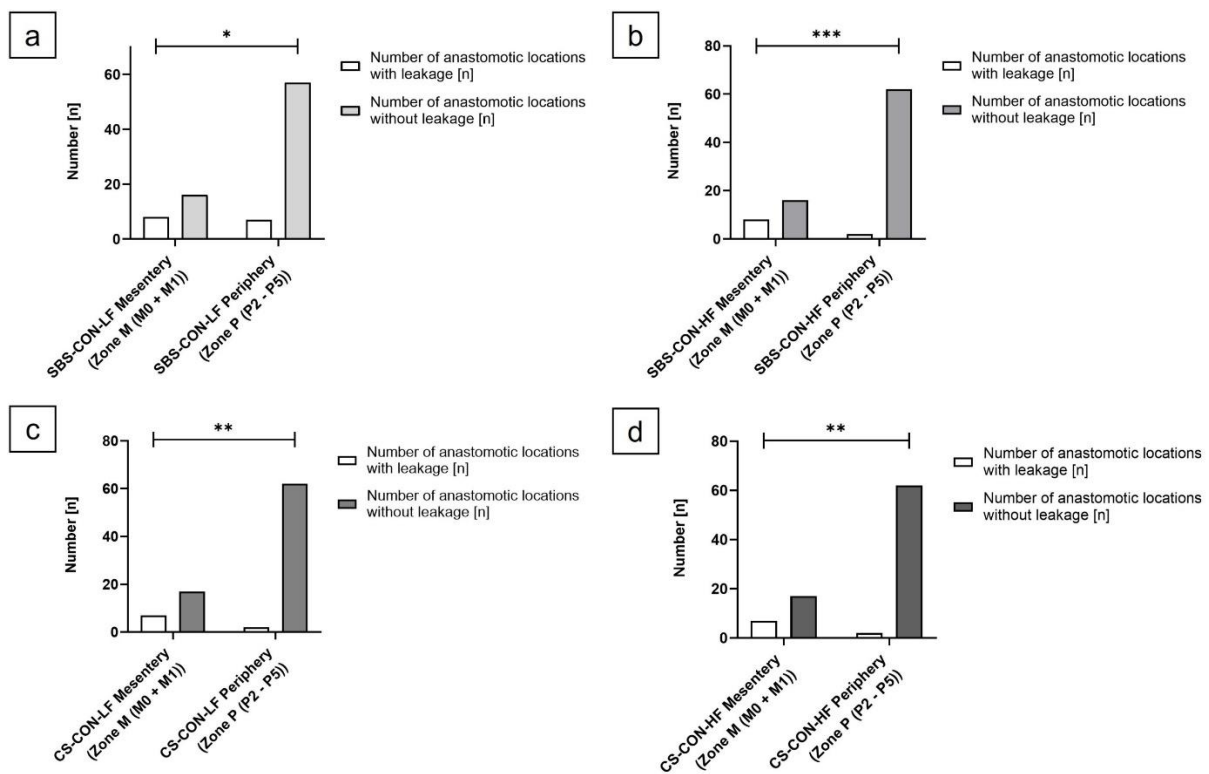 a
*
60
40
20
0
Number [n]
Number of anastomotic locations
with leakage [n]
Number of anastomotic locations
without leakage [n]
SBS-CON-LF Mesentery
(Zone M (M0 + M1))
SBS-CON-LF Periphery
(Zone P (P2 - P5))
b
***
80
60
40
20
0
Number [n]
Number of anastomotic locations
with leakage [n]
Number of anastomotic locations
without leakage [n]
SBS-CON-HF Mesentery
(Zone M (M0 + M1))
SBS-CON-HF Periphery
(Zone P (P2 - P5))
c
**
80
60
40
20
0
Number [n]
Number of anastomotic locations
with leakage [n]
Number of anastomotic locations
without leakage [n]
CS-CON-LF Mesentery
(Zone M (M0 + M1))
CS-CON-LF Periphery
(Zone P (P2 - P5))
d
**
80
60
40
20
0
Number [n]
Number of anastomotic locations
with leakage [n]
Number of anastomotic locations
without leakage [n]
CS-CON-HF Mesentery
(Zone M (M0 + M1))
CS-CON-HF Periphery
(Zone P (P2 - P5))